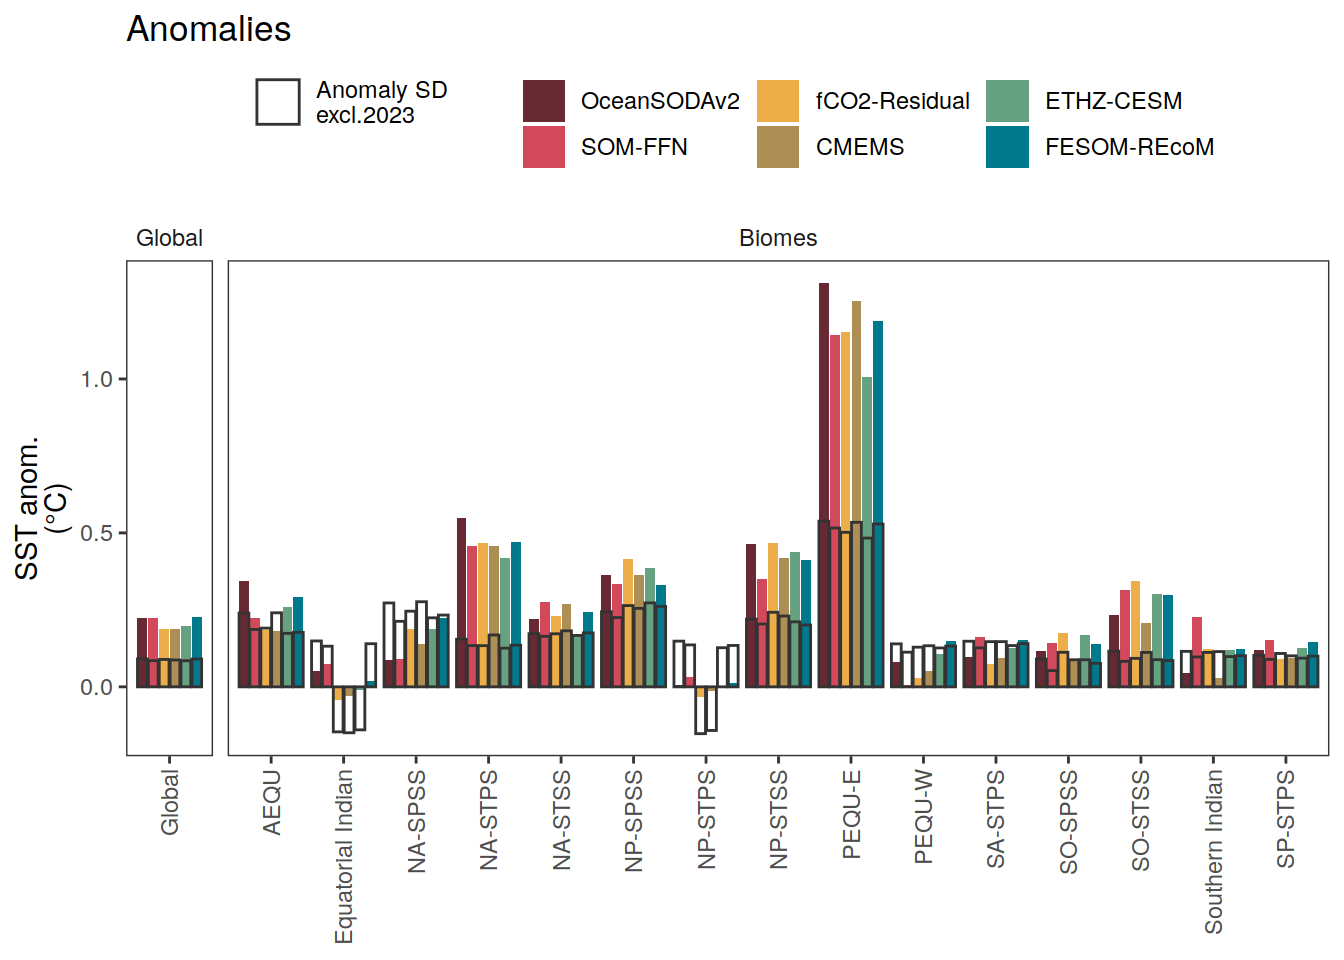 Anomalies
Anomaly SD
excl.2023
OceanSODAv2
SOM-FFN
fCO2-Residual
CMEMS
ETHZ-CESM
FESOM-REcoM
Global
Biomes
SST anom.
(°C)
1.0
0.5
0.0
Global
AEQU
Equatorial Indian
NA-SPSS
NA-STPS
NA-STSS
NP-SPSS
NP-STPS
NP-STSS
PEQU-E
PEQU-W
SA-STPS
SO-SPSS
SO-STSS
Southern Indian
SP-STPS